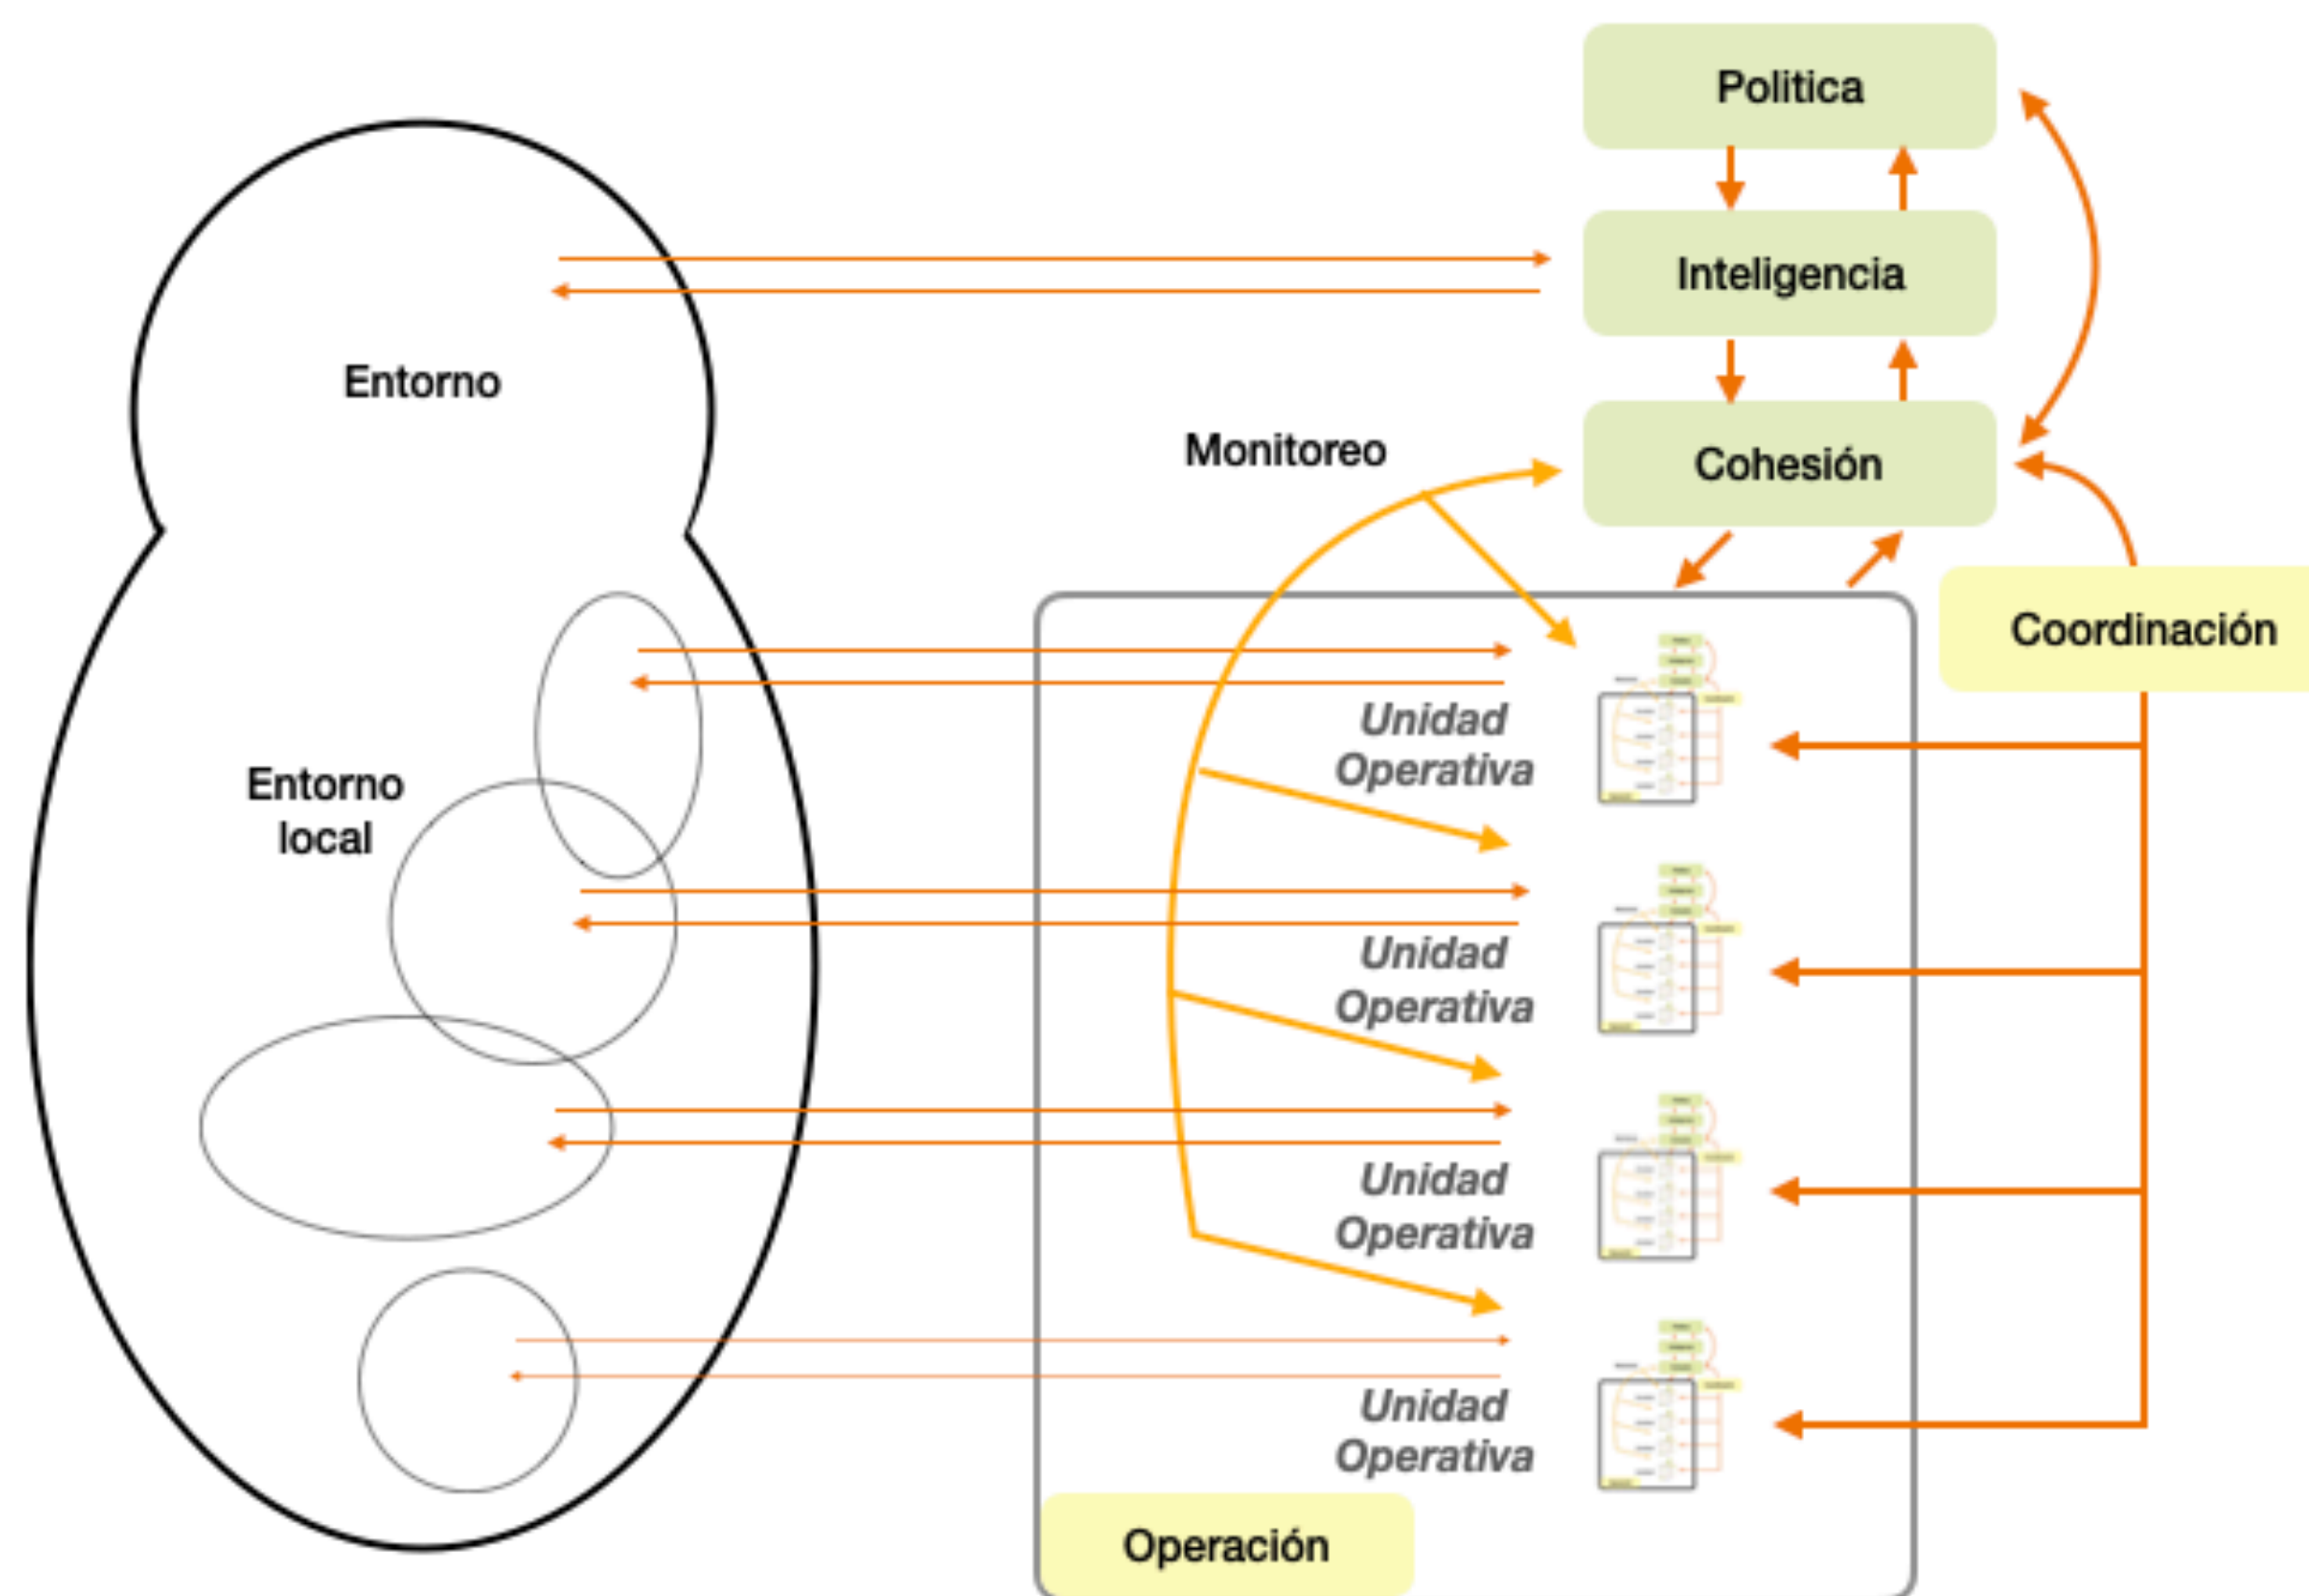 Politica
Inteligencia
Entorno
Monitoreo
Cohesión
Coordinación
Unidad
Operativa
Entorno
local
Unidad
Operativa
Unidad
Operativa
Unidad
Operativa
Operación